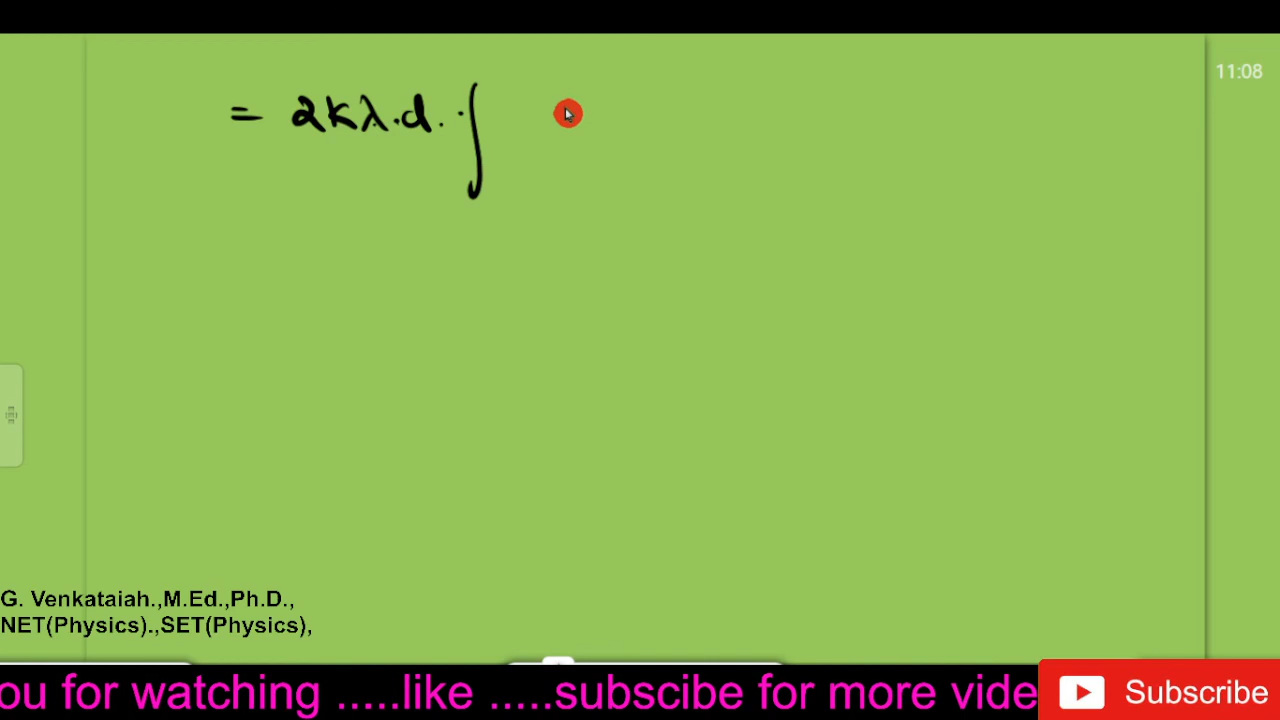 11:08
= 2Kλ.d. . ∫
G. Venkataiah.,M.Ed.,Ph.D.,
NET(Physics).,SET(Physics),
ou for watching .....like .....subscibe for more vide
Subscribe